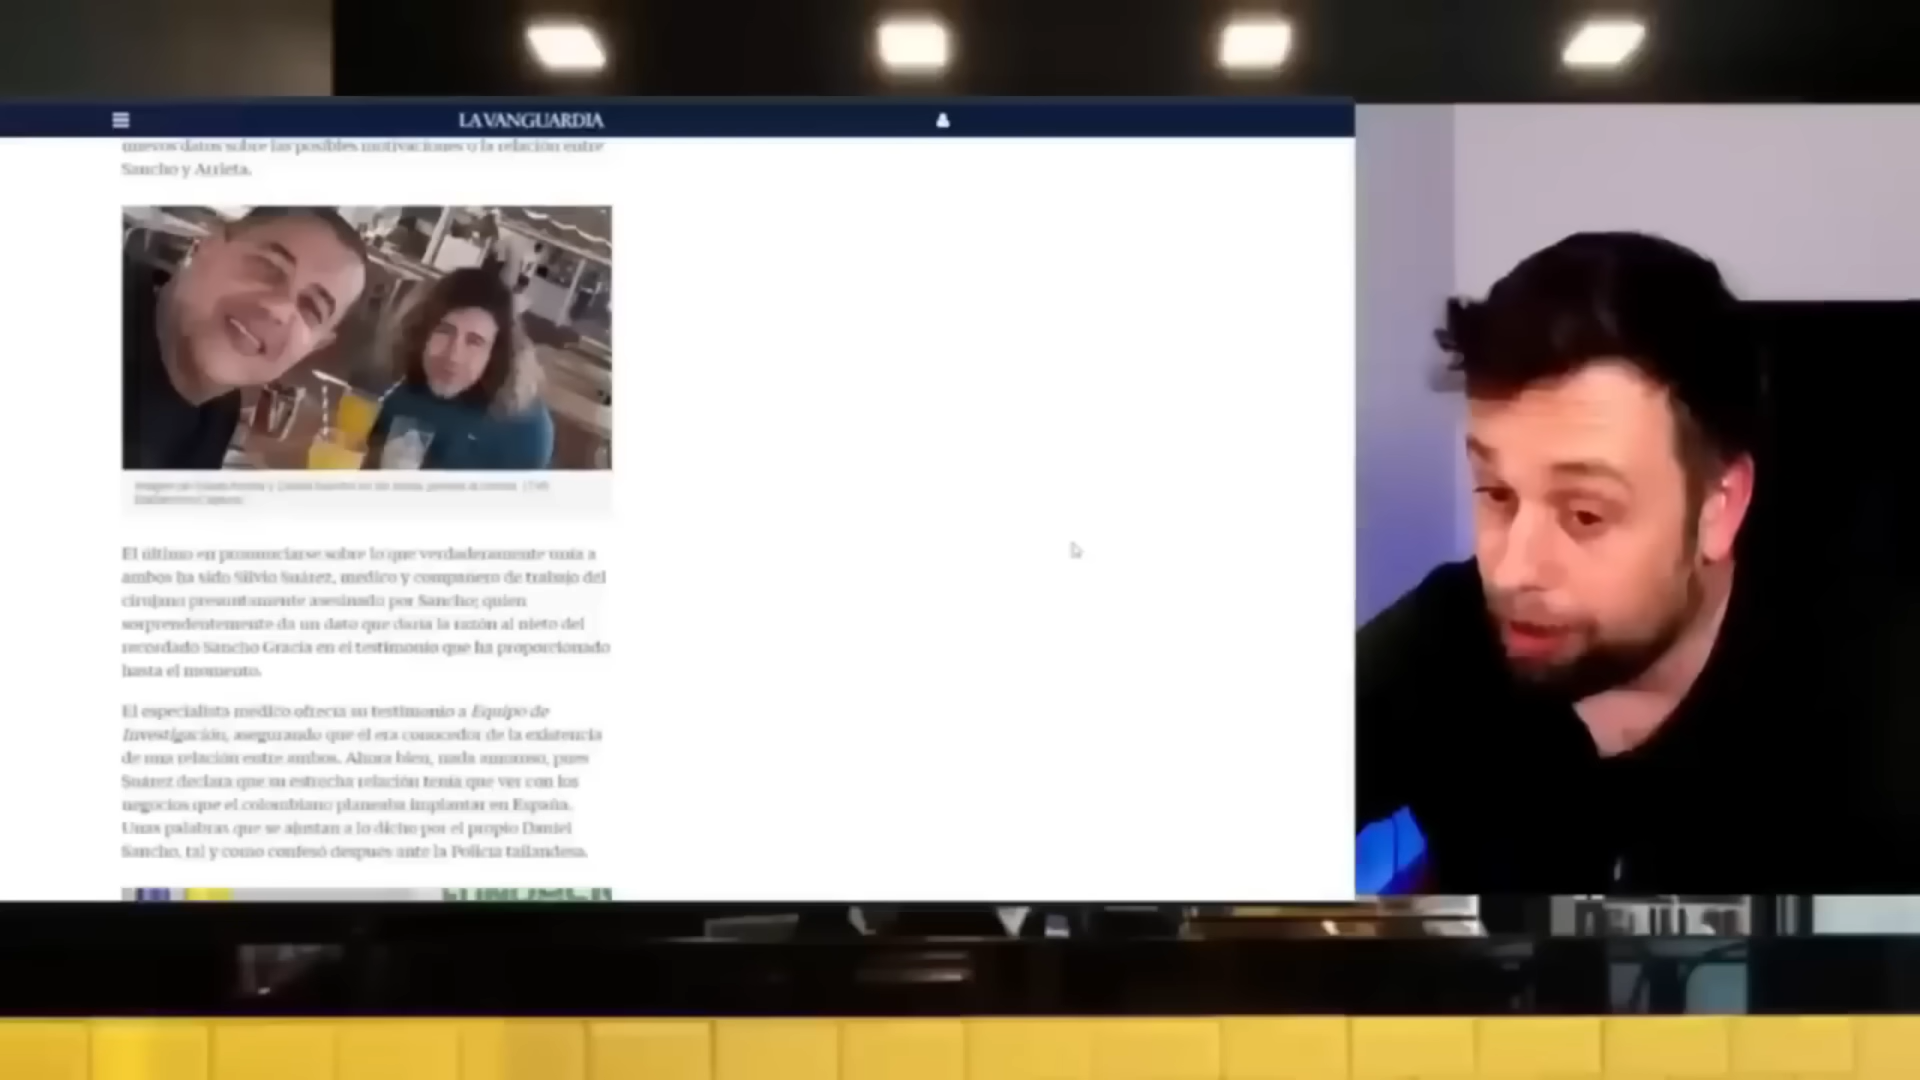 LA VANGUARDIA
nuevos datos sobre las posibles motivaciones o la relación entre
Sancho y Arrieta.
El último en pronunciarse sobre lo que verdaderamente unía a
ambos ha sido Silvio Suárez, médico y compañero de trabajo del
cirujano presuntamente asesinado por Sancho; quien
sorprendentemente da un dato que daría la razón al nieto del
recordado Sancho Gracia en el testimonio que ha proporcionado
hasta el momento.
El especialista médico ofrecía su testimonio a Equipo de
Investigación, asegurando que él era conocedor de la existencia
de una relación entre ambos. Ahora bien, nada amoroso, pues
Suárez declara que su estrecha relación tenía que ver con los
negocios que el colombiano planeaba implantar en España.
Unas palabras que se ajustan a lo dicho por el propio Daniel
Sancho, tal y como confesó después ante la Policía tailandesa.